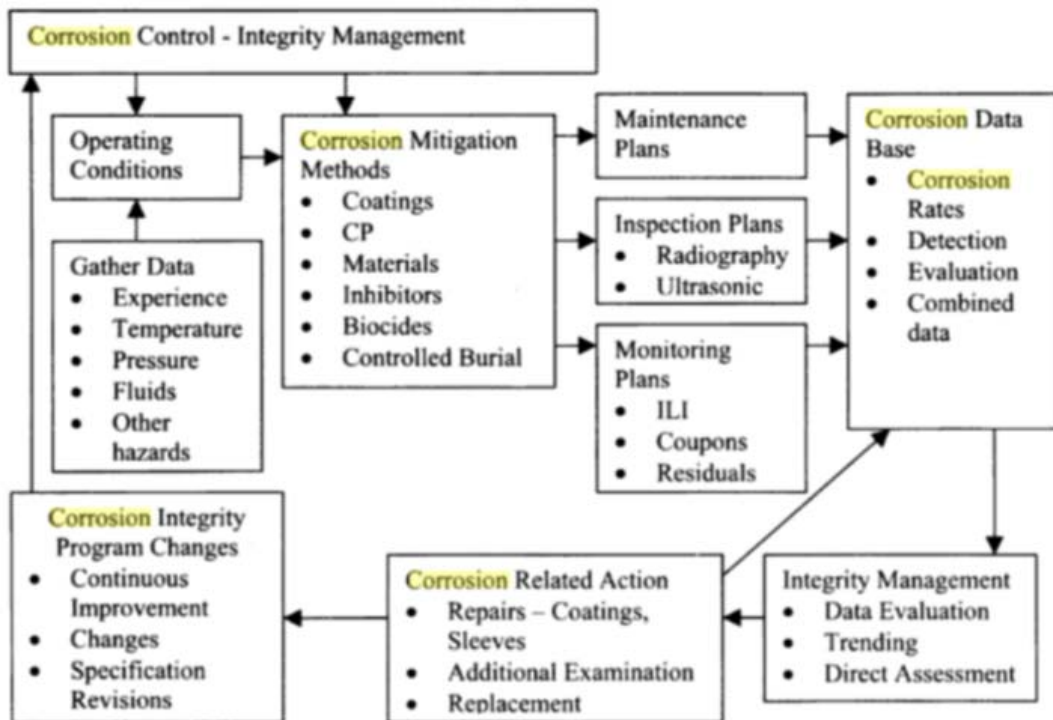 Corrosion Control - Integrity Management
Operating
Conditions
Gather Data
• Experience
• Temperature
• Pressure
• Fluids
• Other
hazards
Corrosion Mitigation
Methods
• Coatings
• CP
• Materials
• Inhibitors
• Biocides
• Controlled Burial
Maintenance
Plans
Inspection Plans
• Radiography
• Ultrasonic
Monitoring
Plans
• ILI
• Coupons
• Residuals
Corrosion Data
Base
• Corrosion
Rates
• Detection
• Evaluation
• Combined
data
Integrity Management
• Data Evaluation
• Trending
• Direct Assessment
Corrosion Related Action
• Repairs – Coatings,
Sleeves
• Additional Examination
• Replacement
Corrosion Integrity
Program Changes
• Continuous
Improvement
• Changes
• Specification
Revisions